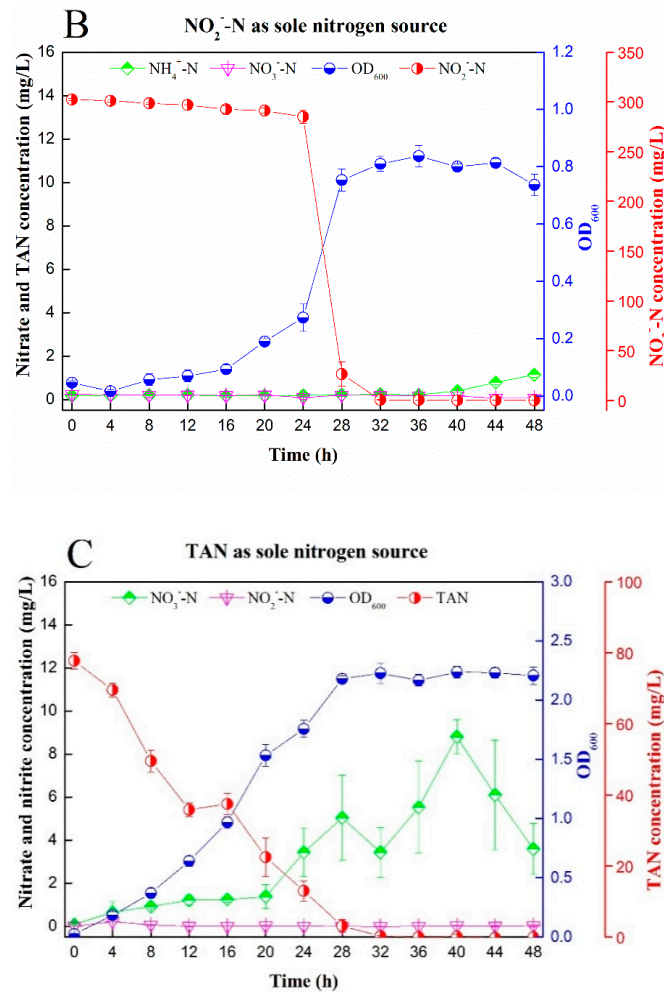 B
NO₂⁻-N as sole nitrogen source
NH₄⁺-N NO₃⁻-N OD₆₀₀ NO₂⁻-N
Nitrate and TAN concentration (mg/L)
16
14
12
10
8
6
4
2
0
1.2
1.0
0.8
0.6
0.4
0.2
0.0
OD₆₀₀
350
300
250
200
150
100
50
0
NO₂⁻-N concentration (mg/L)
0 4 8 12 16 20 24 28 32 36 40 44 48
Time (h)
C
TAN as sole nitrogen source
NO₃⁻-N NO₂⁻-N OD₆₀₀ TAN
Nitrate and nitrite concentration (mg/L)
16
14
12
10
8
6
4
2
0
3.0
2.5
2.0
1.5
1.0
0.5
0.0
OD₆₀₀
100
80
60
40
20
0
TAN concentration (mg/L)
0 4 8 12 16 20 24 28 32 36 40 44 48
Time (h)